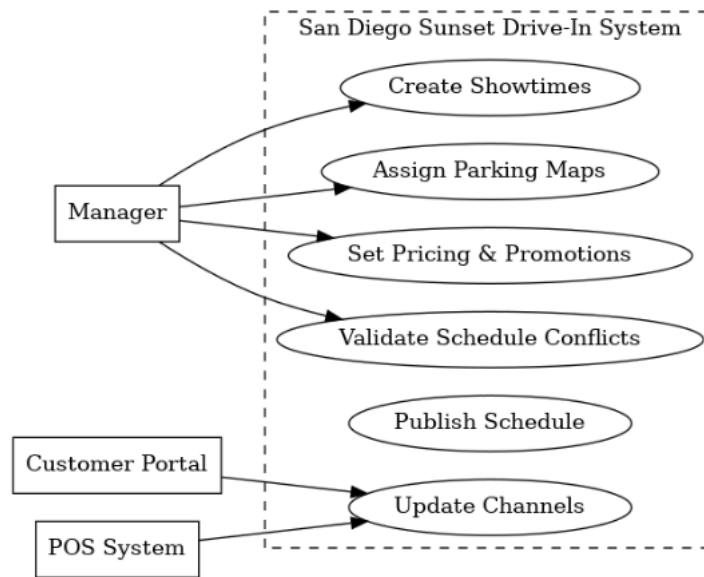 San Diego Sunset Drive-In System
Create Showtimes
Assign Parking Maps
Manager
Set Pricing & Promotions
Validate Schedule Conflicts
Publish Schedule
Customer Portal
Update Channels
POS System